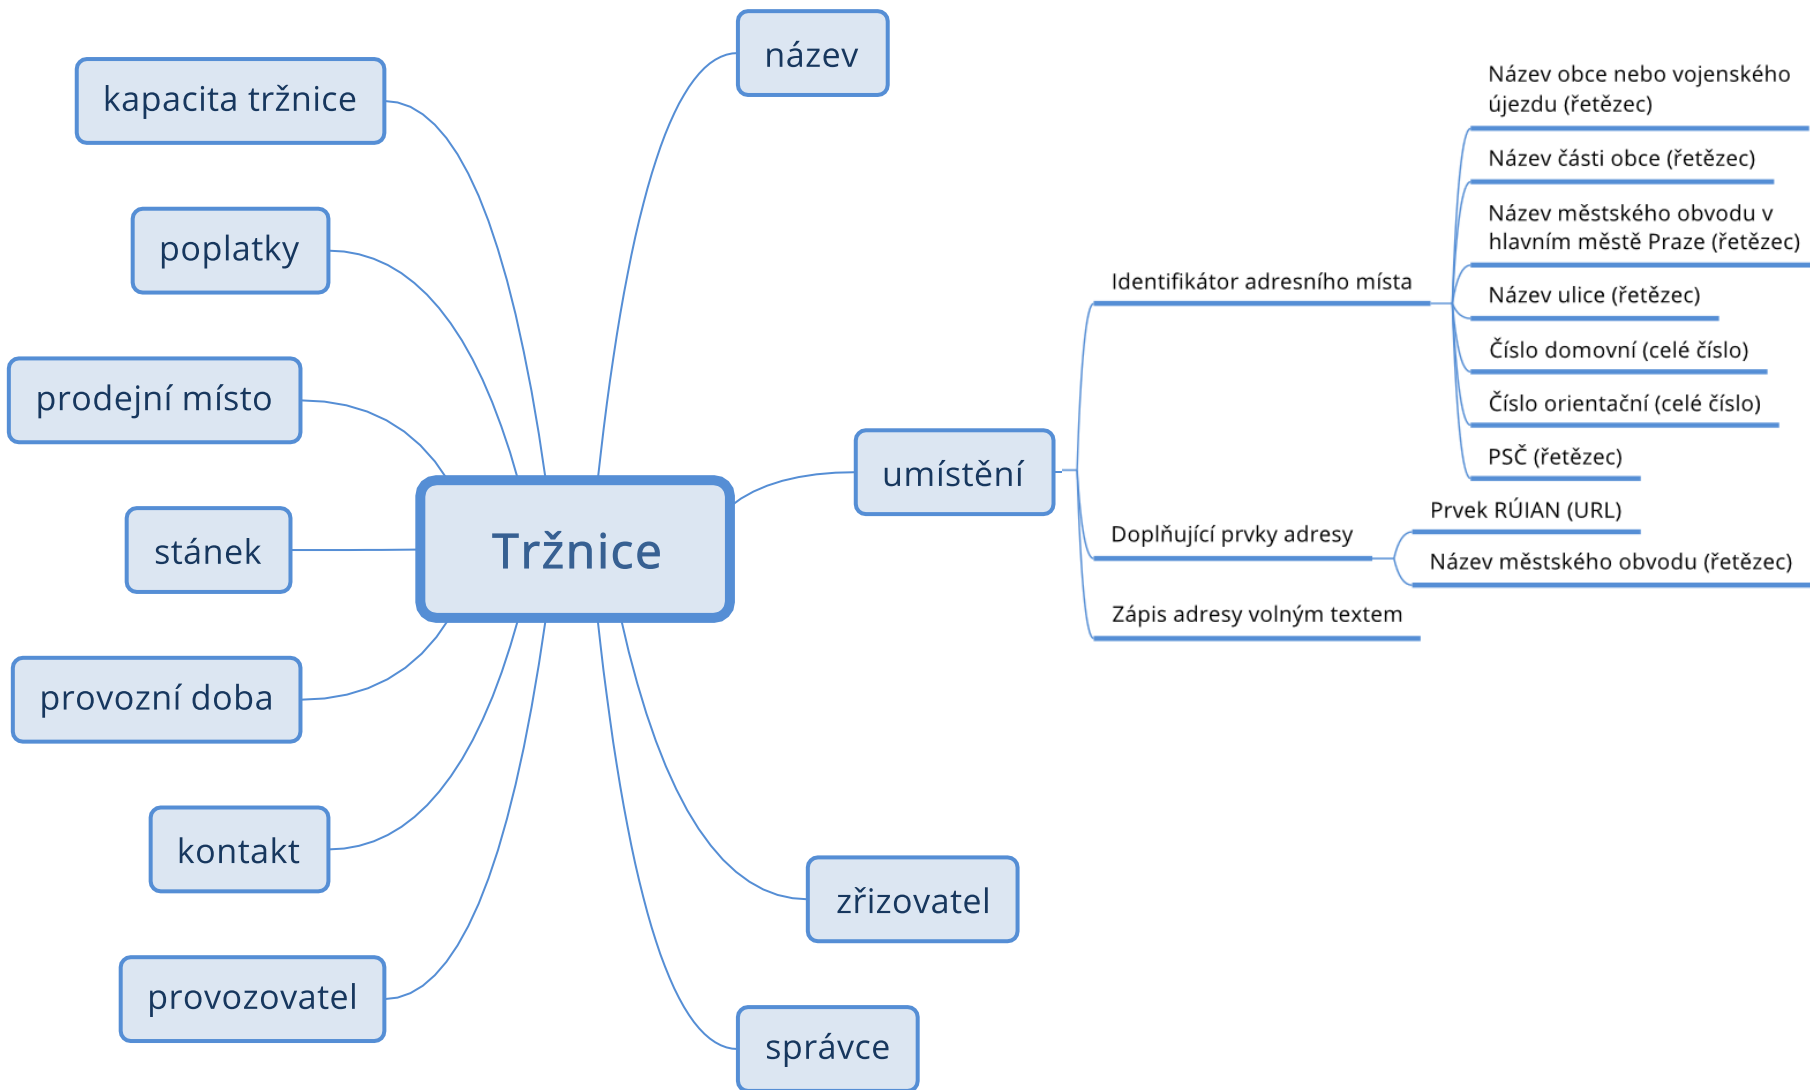 název
kapacita tržnice
poplatky
prodejní místo
stánek
provozní doba
kontakt
provozovatel
Tržnice
umístění
Identifikátor adresního místa
Název obce nebo vojenského
újezdu (řetězec)
Název části obce (řetězec)
Název městského obvodu v
hlavním městě Praze (řetězec)
Název ulice (řetězec)
Číslo domovní (celé číslo)
Číslo orientační (celé číslo)
PSČ (řetězec)
Doplňující prvky adresy
Prvek RÚIAN (URL)
Název městského obvodu (řetězec)
Zápis adresy volným textem
zřizovatel
správce